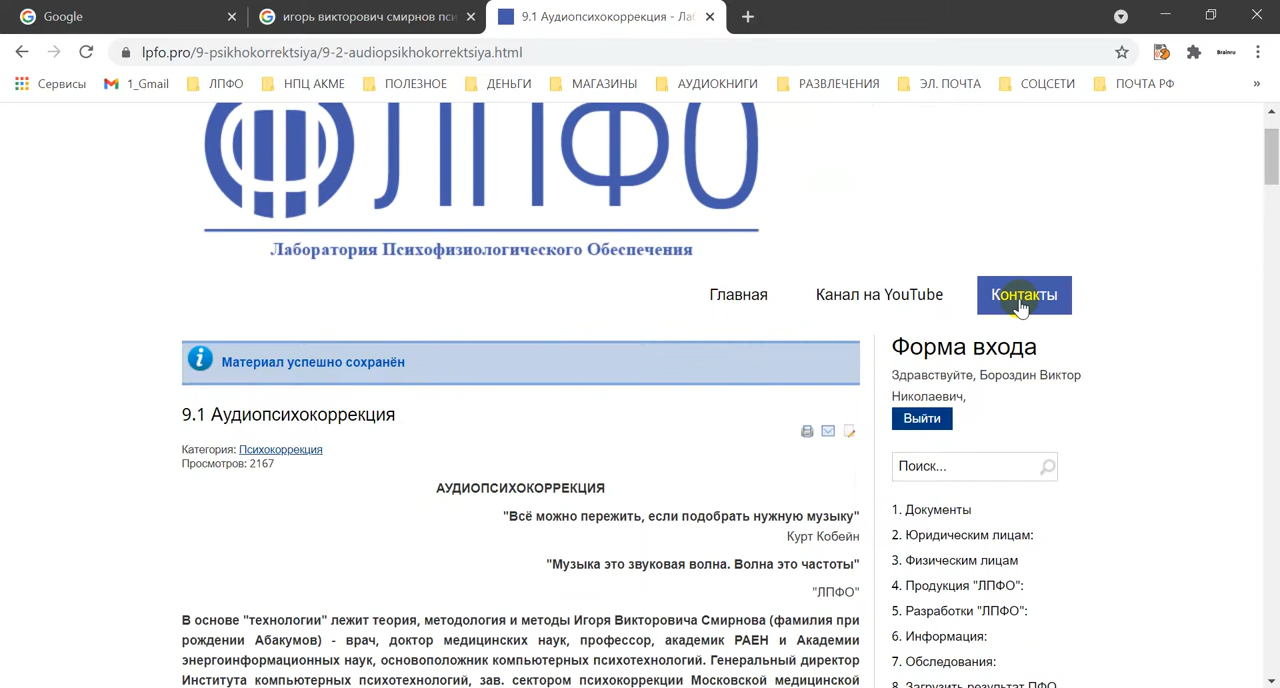 Google
игорь викторович смирнов пси
9.1 Аудиопсихокоррекция - Лаб
lpfo.pro/9-psikhokorrektsiya/9-2-audiopsikhokorrektsiya.html
Brainru
Сервисы
1_Gmail
ЛПФО
НПЦ АКМЕ
ПОЛЕЗНОЕ
ДЕНЬГИ
МАГАЗИНЫ
АУДИОКНИГИ
РАЗВЛЕЧЕНИЯ
ЭЛ. ПОЧТА
СОЦСЕТИ
ПОЧТА РФ
»
ЛПФО
Лаборатория Психофизиологического Обеспечения
Главная
Канал на YouTube
Контакты
Материал успешно сохранён
9.1 Аудиопсихокоррекция
Категория: Психокоррекция
Просмотров: 2167
АУДИОПСИХОКОРРЕКЦИЯ
"Всё можно пережить, если подобрать нужную музыку"
Курт Кобейн
"Музыка это звуковая волна. Волна это частоты"
"ЛПФО"
В основе "технологии" лежит теория, методология и методы Игоря Викторовича Смирнова (фамилия при
рождении Абакумов) - врач, доктор медицинских наук, профессор, академик РАЕН и Академии
энергоинформационных наук, основоположник компьютерных психотехнологий. Генеральный директор
Института компьютерных психотехнологий, зав. сектором психокоррекции Московской медицинской
Форма входа
Здравствуйте, Бороздин Виктор
Николаевич,
Выйти
Поиск...
1. Документы
2. Юридическим лицам:
3. Физическим лицам
4. Продукция "ЛПФО":
5. Разработки "ЛПФО":
6. Информация:
7. Обследования:
8. Загрузить результат ПФО